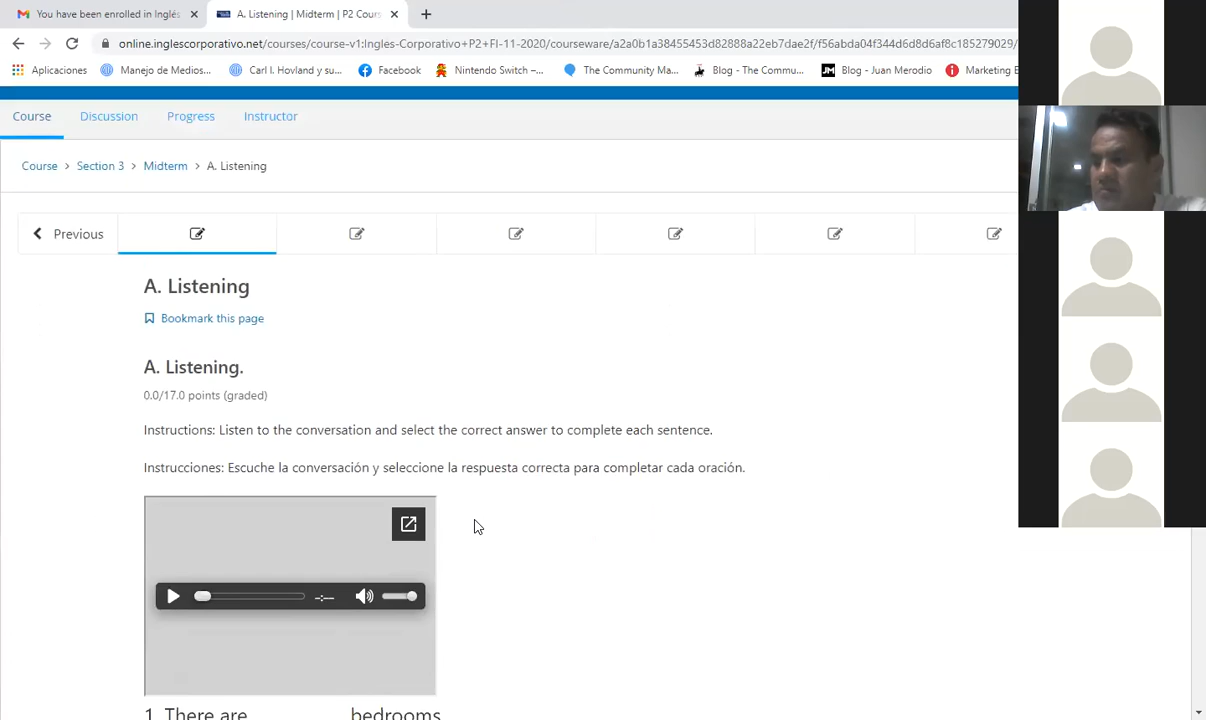 You have been enrolled in Inglés
A. Listening | Midterm | P2 Cour
online.inglescorporativo.net/courses/course-v1:Ingles-Corporativo+P2+FI-11-2020/courseware/a2a0b1a38455453d82888a22eb7dae2f/f56abda04f344d6d8d6af8c185279029/
Aplicaciones
Manejo de Medios...
Carl I. Hovland y su...
Facebook
Nintendo Switch –...
The Community Ma...
Blog - The Commu...
Blog - Juan Merodio
Marketing E
Course
Discussion
Progress
Instructor
Course > Section 3 > Midterm > A. Listening
Previous
A. Listening
Bookmark this page
A. Listening.
0.0/17.0 points (graded)
Instructions: Listen to the conversation and select the correct answer to complete each sentence.
Instrucciones: Escuche la conversación y seleccione la respuesta correcta para completar cada oración.
-:--
1. There are __________ bedrooms